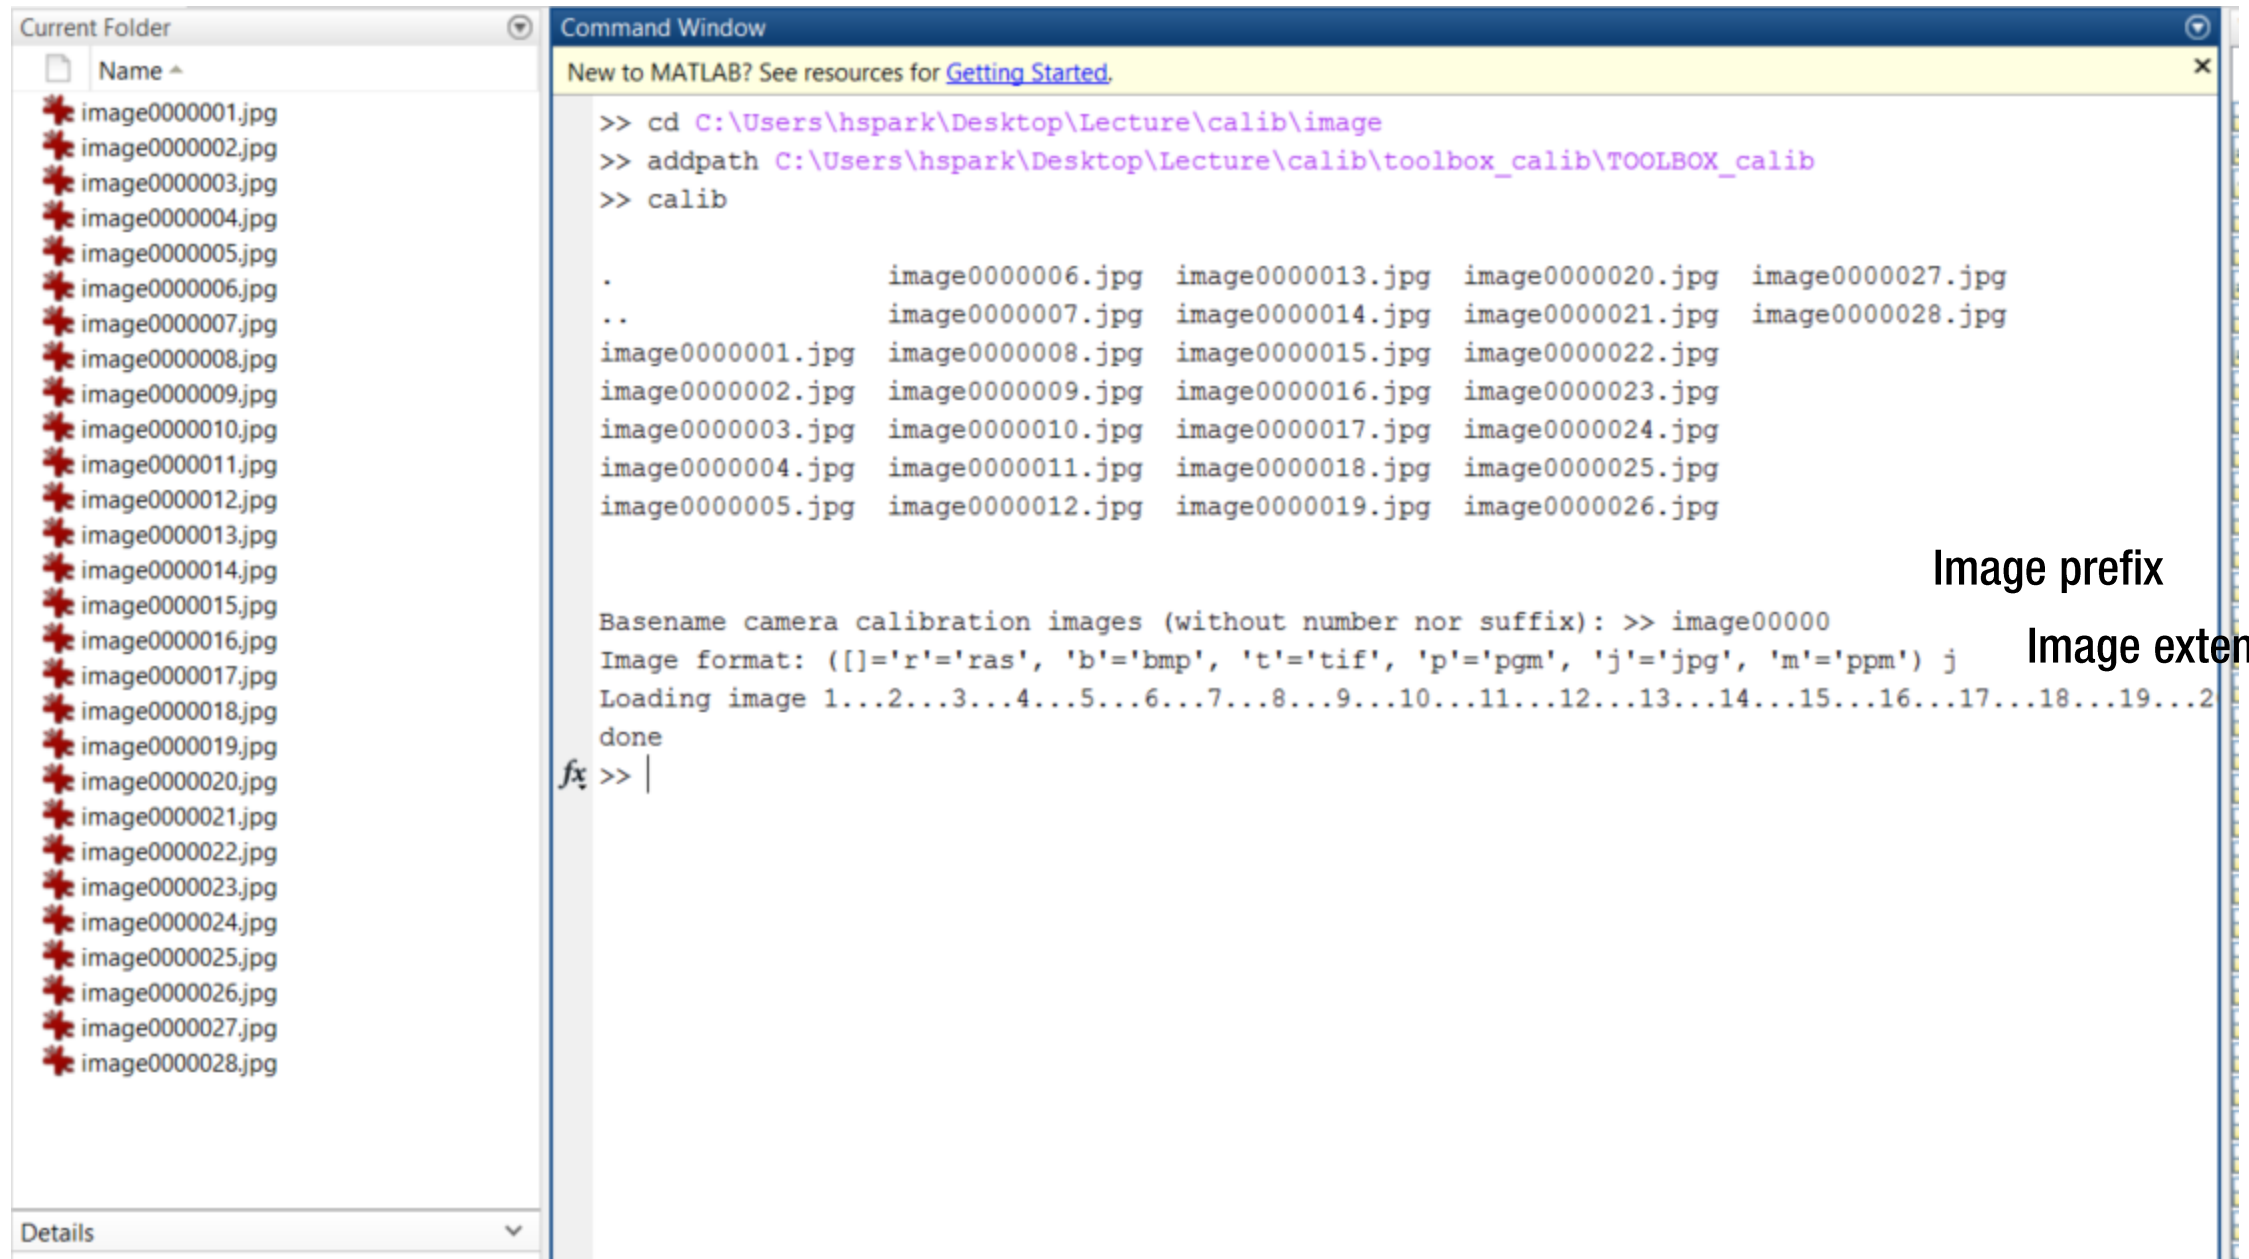 Current Folder
Name
image0000001.jpg
image0000002.jpg
image0000003.jpg
image0000004.jpg
image0000005.jpg
image0000006.jpg
image0000007.jpg
image0000008.jpg
image0000009.jpg
image0000010.jpg
image0000011.jpg
image0000012.jpg
image0000013.jpg
image0000014.jpg
image0000015.jpg
image0000016.jpg
image0000017.jpg
image0000018.jpg
image0000019.jpg
image0000020.jpg
image0000021.jpg
image0000022.jpg
image0000023.jpg
image0000024.jpg
image0000025.jpg
image0000026.jpg
image0000027.jpg
image0000028.jpg
Details
Command Window
New to MATLAB? See resources for Getting Started.
>> cd C:\Users\hspark\Desktop\Lecture\calib\image
>> addpath C:\Users\hspark\Desktop\Lecture\calib\toolbox_calib\TOOLBOX_calib
>> calib
. image0000006.jpg image0000013.jpg image0000020.jpg image0000027.jpg
.. image0000007.jpg image0000014.jpg image0000021.jpg image0000028.jpg
image0000001.jpg image0000008.jpg image0000015.jpg image0000022.jpg
image0000002.jpg image0000009.jpg image0000016.jpg image0000023.jpg
image0000003.jpg image0000010.jpg image0000017.jpg image0000024.jpg
image0000004.jpg image0000011.jpg image0000018.jpg image0000025.jpg
image0000005.jpg image0000012.jpg image0000019.jpg image0000026.jpg
Image prefix
Basename camera calibration images (without number nor suffix): >> image00000
Image format: ([]='r'='ras', 'b'='bmp', 't'='tif', 'p'='pgm', 'j'='jpg', 'm'='ppm') j
Image exten
Loading image 1...2...3...4...5...6...7...8...9...10...11...12...13...14...15...16...17...18...19...2
done
fx >>